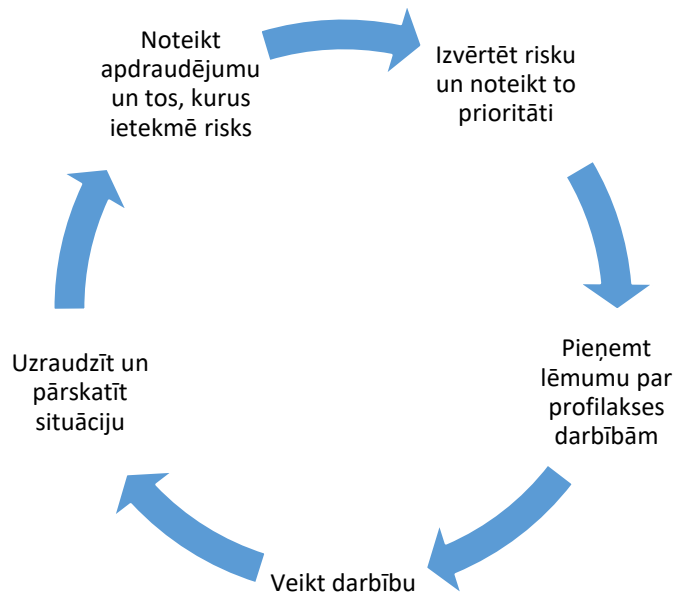 Noteikt
apdraudējumu
un tos, kurus
ietekmē risks
Izvērtēt risku
un noteikt to
prioritāti
Pieņemt
lēmumu par
profilakses
darbībām
Veikt darbību
Uzraudzīt un
pārskatīt
situāciju